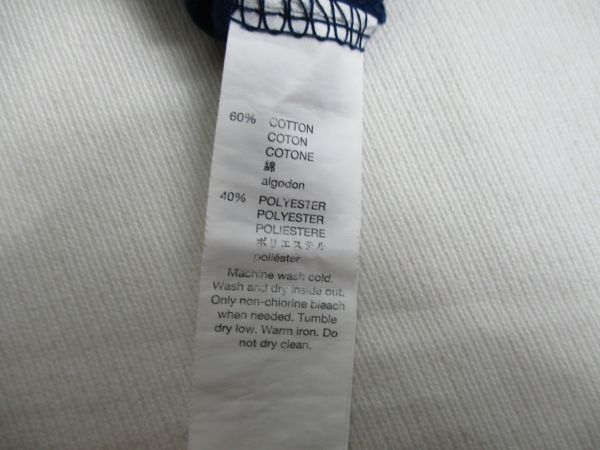 60% COTTON
COTON
COTONE
綿
algodon
40% POLYESTER
POLYESTER
POLIESTERE
ポリエステル
poliéster
Machine wash cold.
Wash and dry inside out.
Only non-chlorine bleach
when needed. Tumble
dry low. Warm iron. Do
not dry clean.